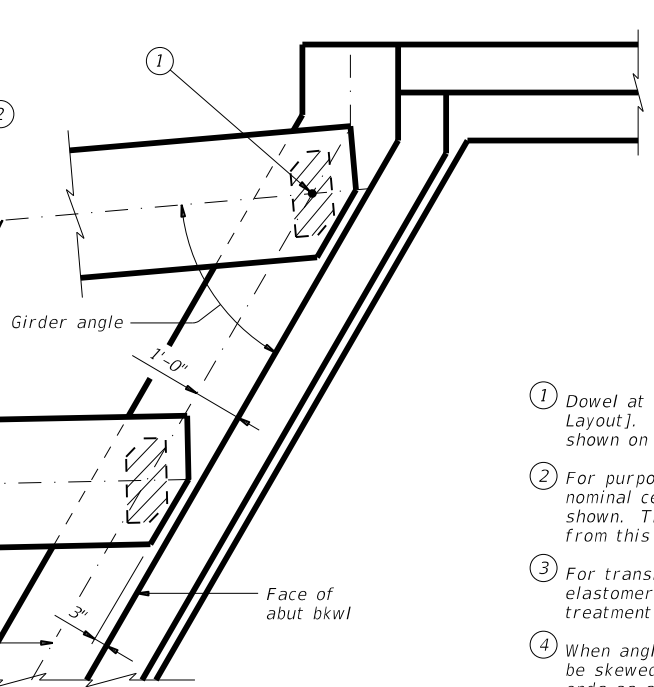 1
2
Girder angle
1'-0"
Face of
abut bkwl
3"
1 Dowel at
Layout].
shown on
2 For purpo
nominal ce
shown. T
from this
3 For trans
elastomer
treatment
4 When angl
be skewed